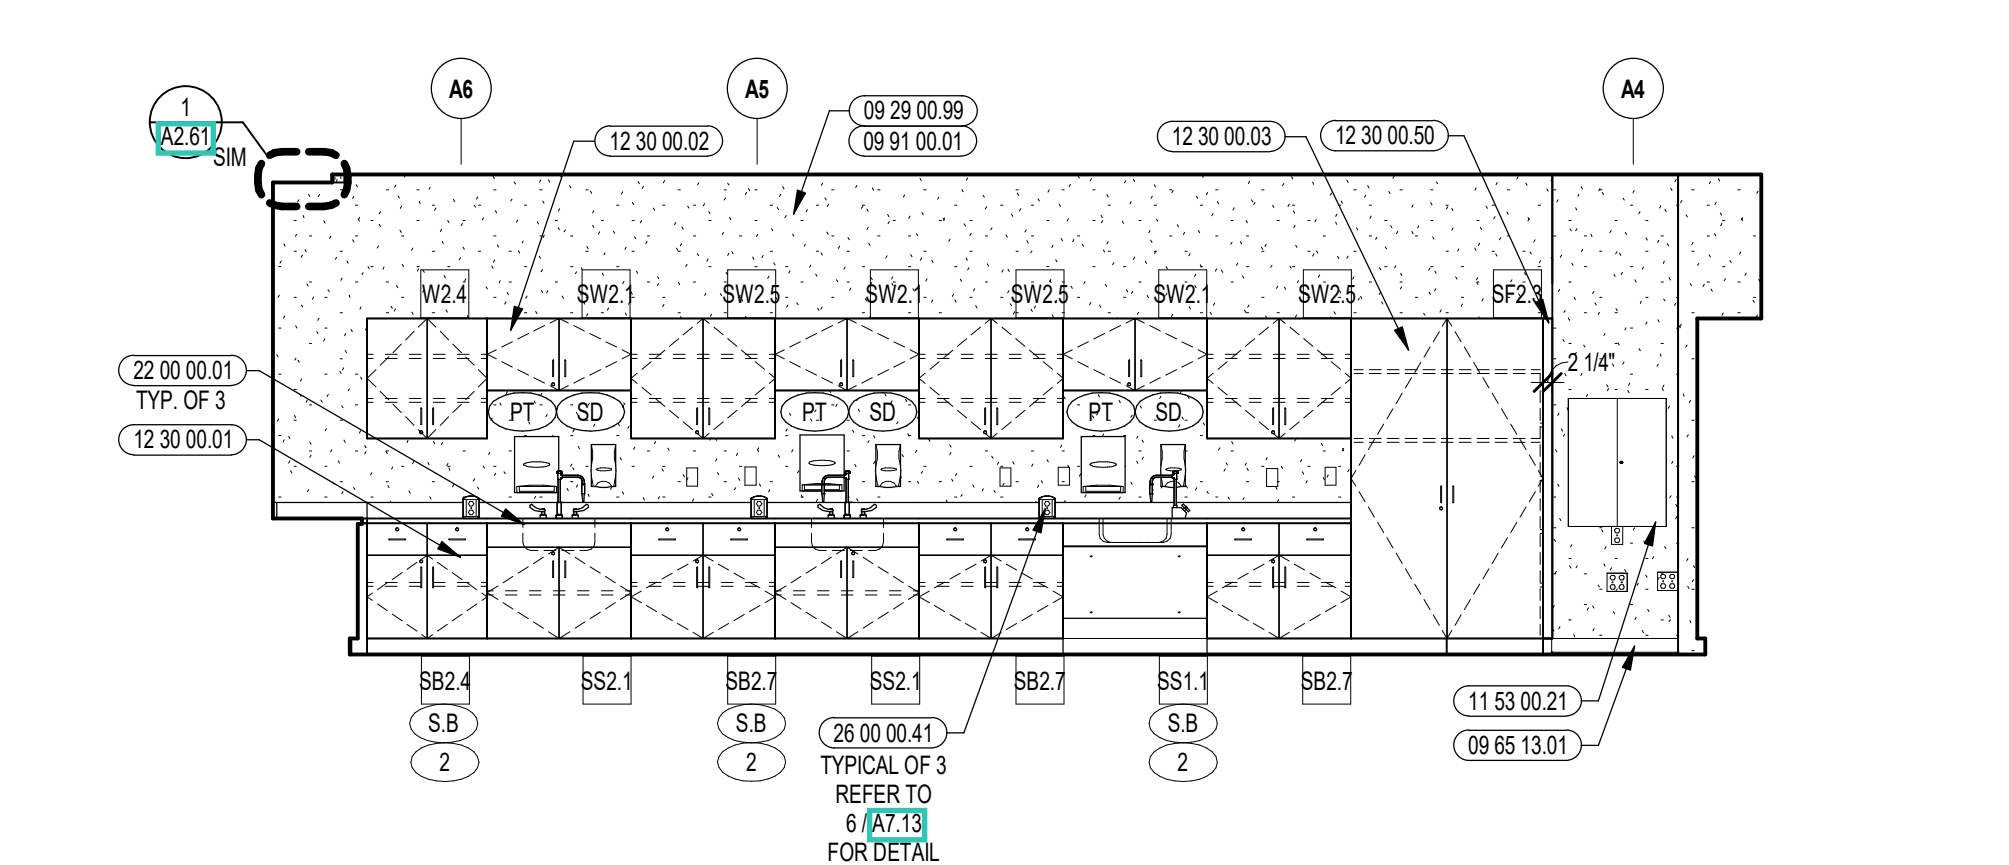 A6
A5
A4
1
A2.61
SIM
12 30 00.02
09 29 00.99
09 91 00.01
12 30 00.03
12 30 00.50
W2.4
SW2.1
SW2.5
SW2.1
SW2.5
SW2.1
SW2.5
SF2.3
22 00 00.01
TYP. OF 3
12 30 00.01
2 1/4"
PT
SD
PT
SD
PT
SD
SB2.4
SS2.1
SB2.7
SS2.1
SB2.7
SS1.1
SB2.7
S.B
2
S.B
2
S.B
2
26 00 00.41
TYPICAL OF 3
REFER TO
6 / A7.13
FOR DETAIL
11 53 00.21
09 65 13.01